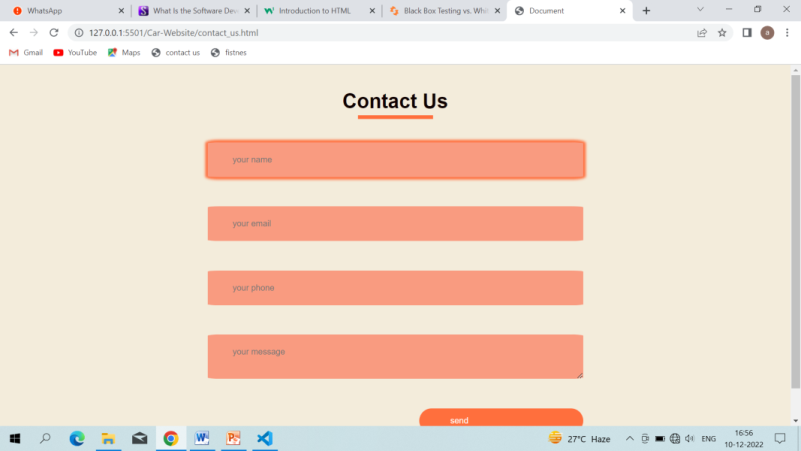 WhatsApp
What Is the Software Dev
Introduction to HTML
Black Box Testing vs. Whit
Document
127.0.0.1:5501/Car-Website/contact_us.html
a
Gmail
YouTube
Maps
contact us
fistnes
Contact Us
your name
your email
your phone
your message
send
27°C Haze
ENG
16:56
10-12-2022